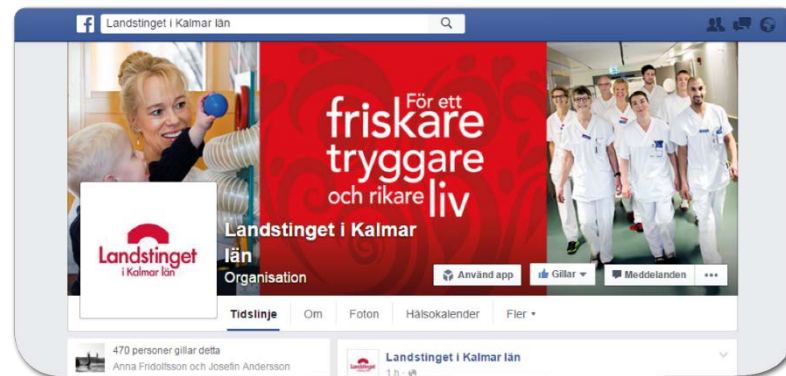 Landstinget i Kalmar län
För ett
friskare
tryggare
och rikare liv
Landstinget
i Kalmar län
Landstinget i Kalmar
län
Organisation
Använd app
Gillar
Meddelanden
Tidslinje Om Foton Hälsokalender Fler
470 personer gillar detta
Anna Fridolfsson och Josefin Andersson
Landstinget i Kalmar län
1 h ·